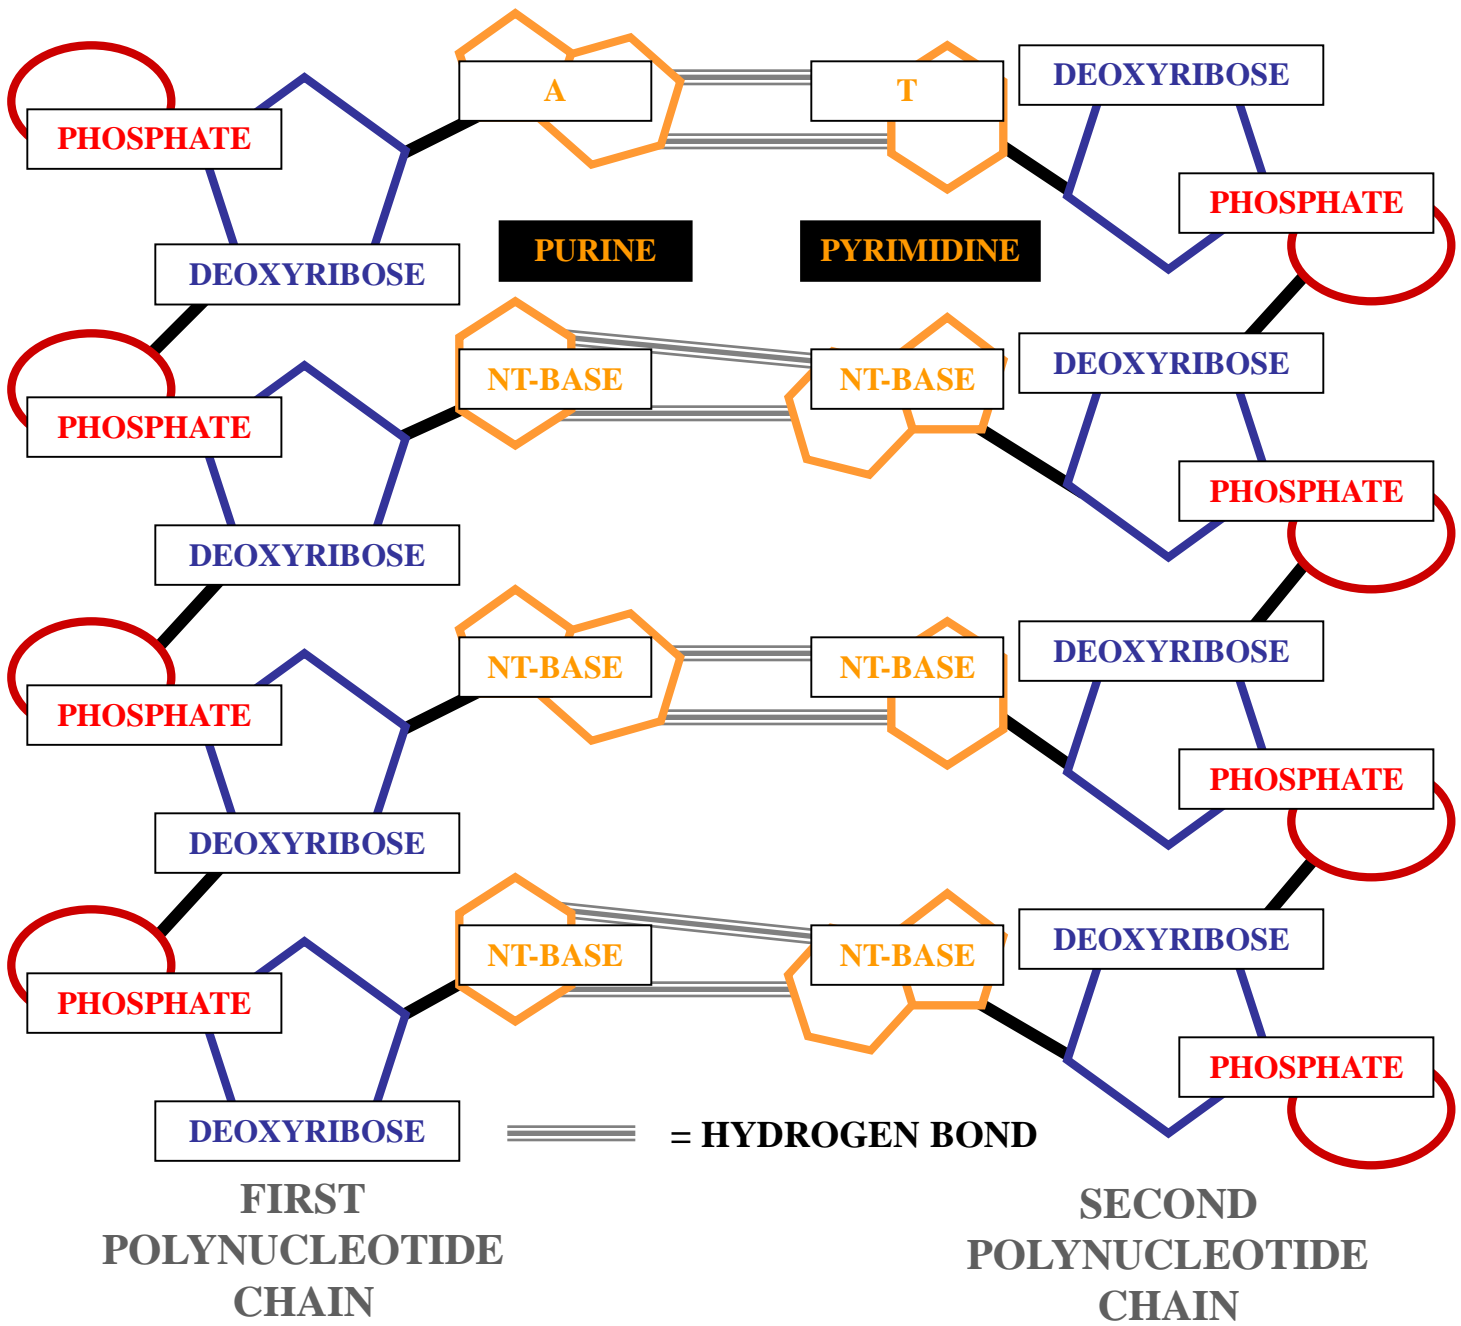 A
T
DEOXYRIBOSE
PHOSPHATE
PHOSPHATE
PURINE
PYRIMIDINE
DEOXYRIBOSE
DEOXYRIBOSE
NT-BASE
NT-BASE
PHOSPHATE
PHOSPHATE
DEOXYRIBOSE
DEOXYRIBOSE
NT-BASE
NT-BASE
PHOSPHATE
PHOSPHATE
DEOXYRIBOSE
DEOXYRIBOSE
NT-BASE
NT-BASE
PHOSPHATE
PHOSPHATE
DEOXYRIBOSE
= HYDROGEN BOND
FIRST
POLYNUCLEOTIDE
CHAIN
SECOND
POLYNUCLEOTIDE
CHAIN